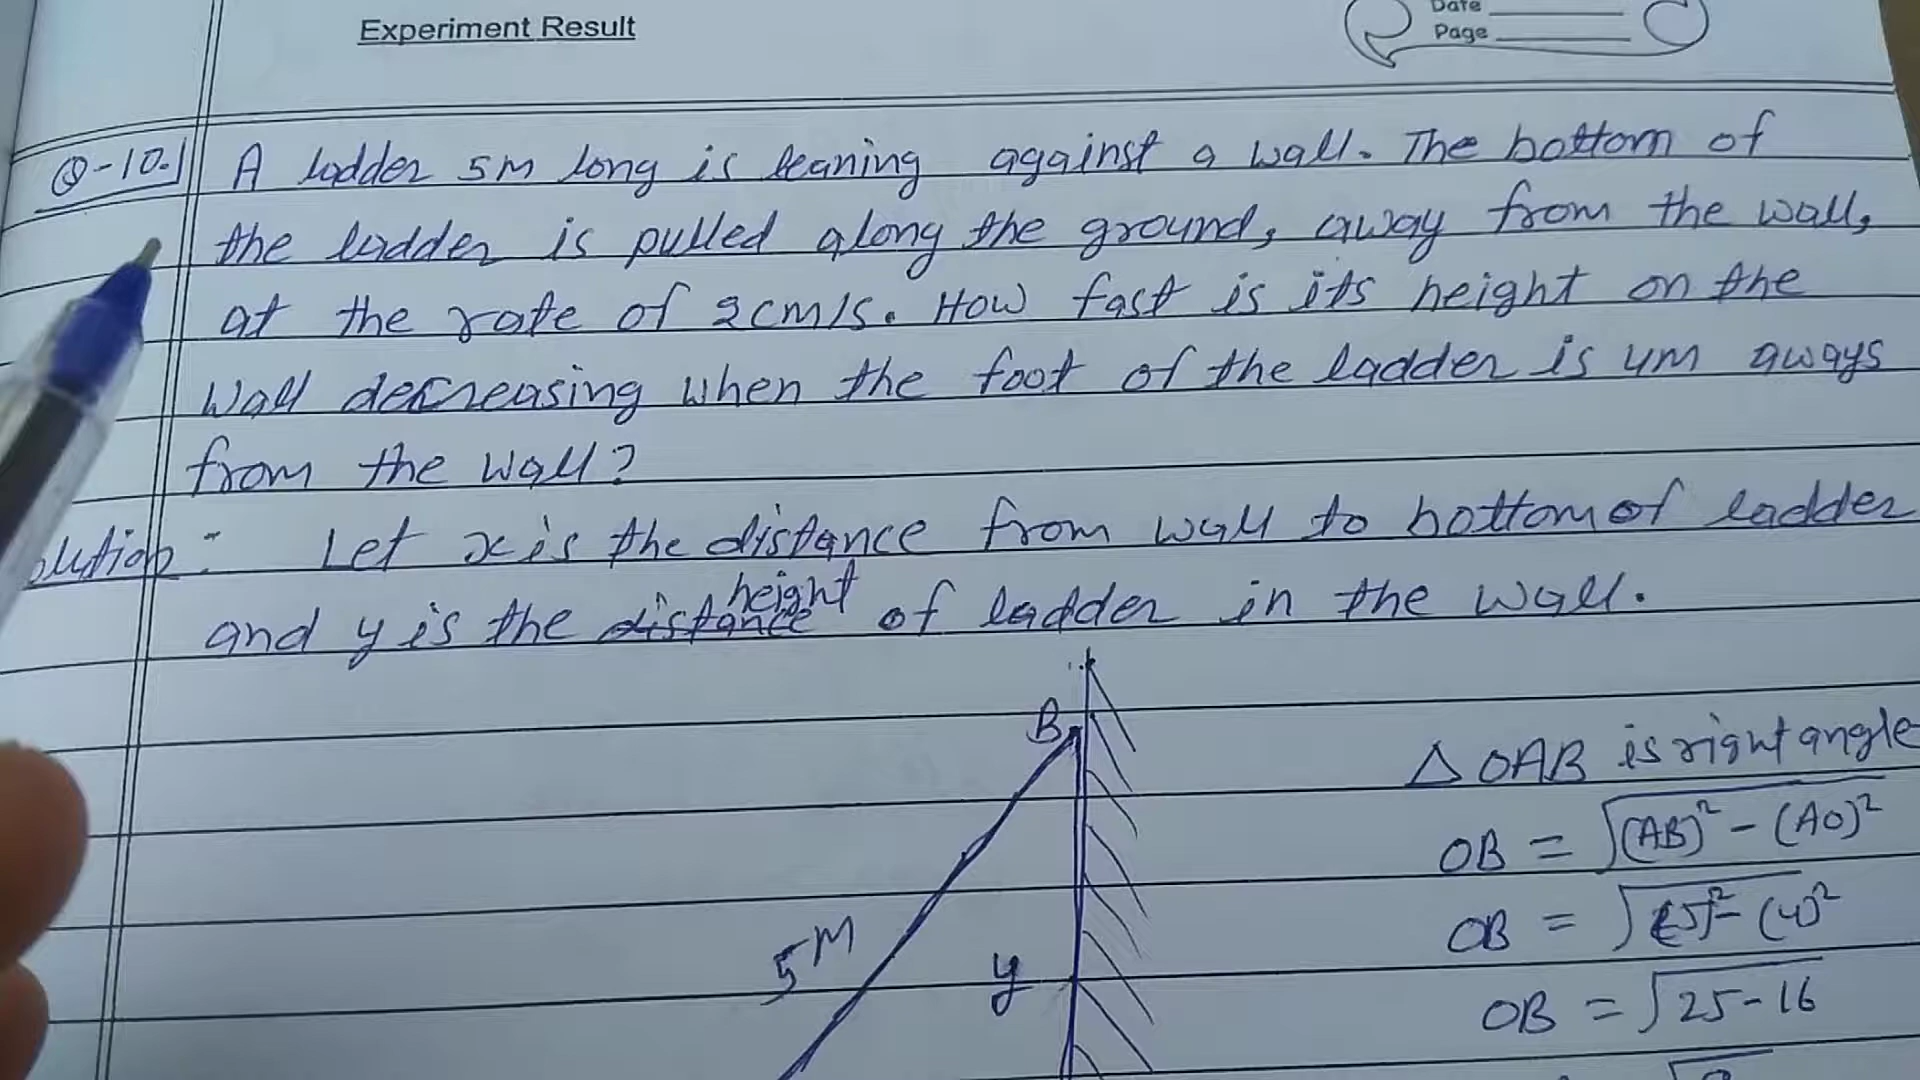 Experiment Result
Date
Page
Q-10.
A ladder 5M long is leaning against a wall. The bottom of
the ladder is pulled along the ground, away from the wall,
at the rate of 2cm/s. How fast is its height on the
wall decreasing when the foot of the ladder is 4M aways
from the wall?
olution:- Let x is the distance from wall to bottom of ladder
and y is the distance height of ladder in the wall.
B
△OAB is right angle
OB = √(AB)² - (AO)²
OB = √(5)² - (4)²
5M
y
OB = √25-16